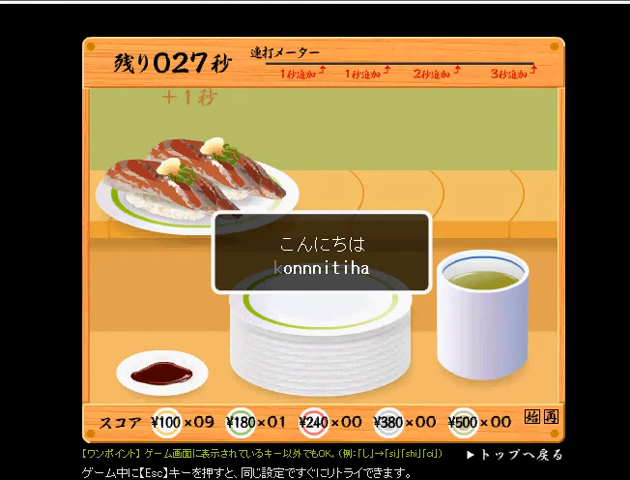 残り027秒
連打メーター
1秒追加 1秒追加 2秒追加 3秒追加
+1秒
こんにちは
konnnitiha
スコア ¥100×09 ¥180×01 ¥240×00 ¥380×00 ¥500×00 始 再
【ワンポイント】ゲーム画面に表示されているキー以外でもOK。(例:「し」→「si」「shi」「ci」)
▶トップへ戻る
ゲーム中に【Esc】キーを押すと、同じ設定ですぐにリトライできます。